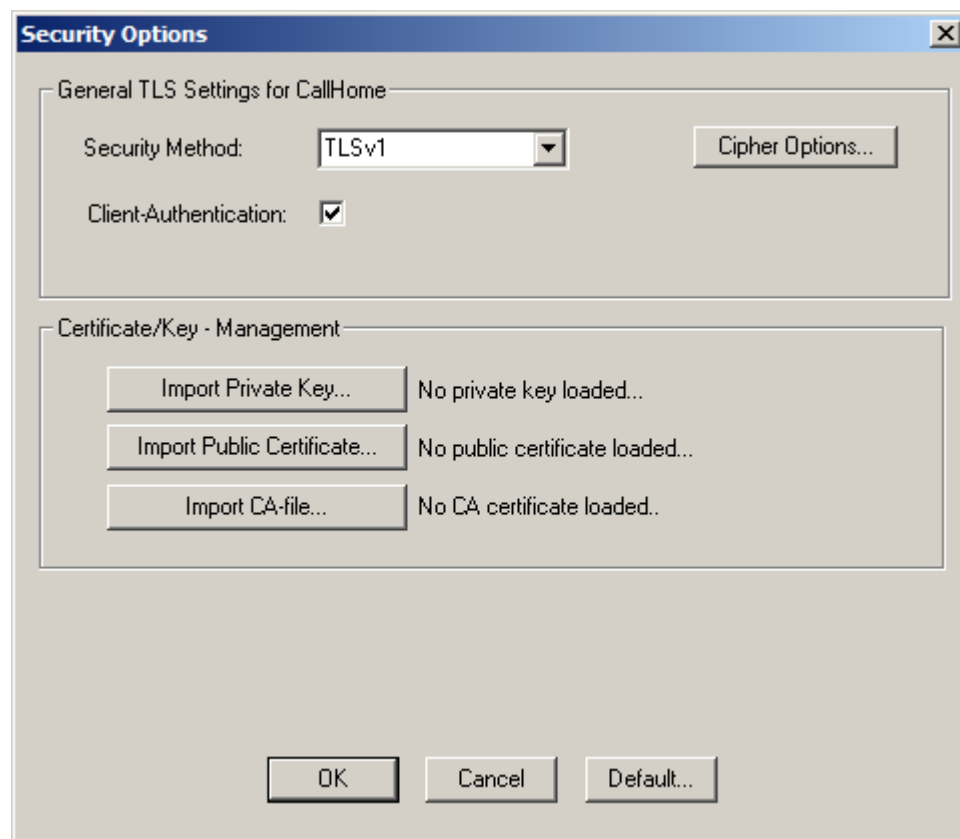 Security Options
General TLS Settings for CallHome
Security Method: TLSv1 Cipher Options...
Client-Authentication:
Certificate/Key - Management
Import Private Key... No private key loaded...
Import Public Certificate... No public certificate loaded...
Import CA-file... No CA certificate loaded..
OK Cancel Default...